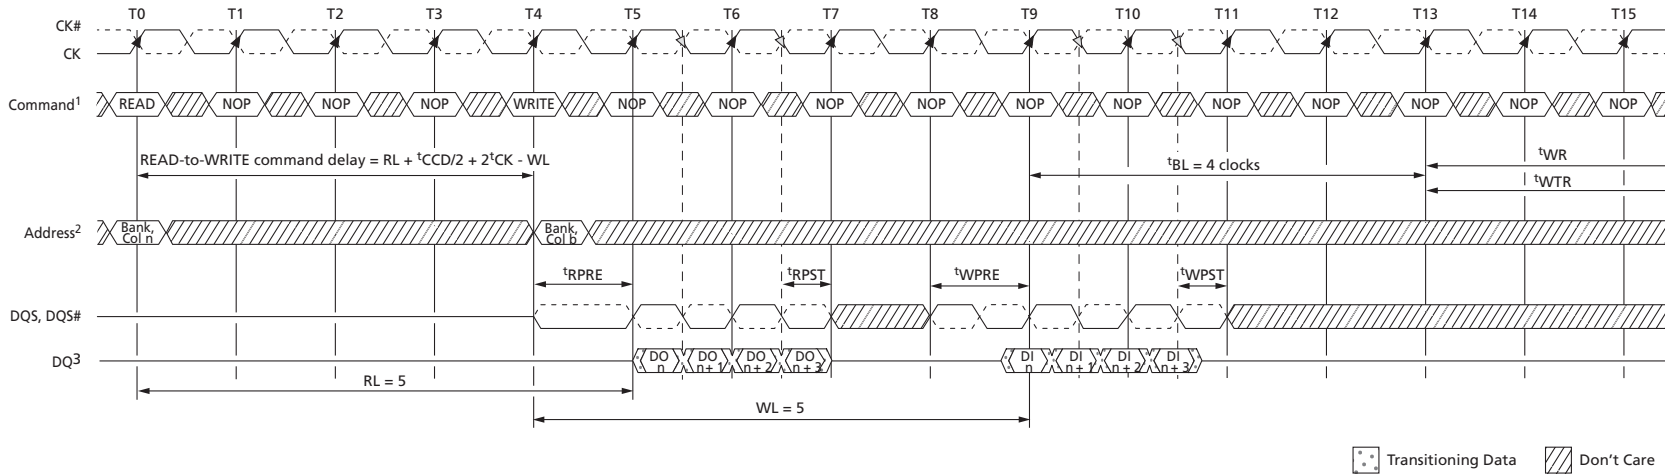 T0 T1 T2 T3 T4 T5 T6 T7 T8 T9 T10 T11 T12 T13 T14 T15
CK#
CK
Command1 READ NOP NOP NOP WRITE NOP NOP NOP NOP NOP NOP NOP NOP NOP NOP NOP
READ-to-WRITE command delay = RL + tCCD/2 + 2tCK - WL
tBL = 4 clocks
tWR
tWTR
Address2 Bank, Col n Bank, Col b
tRPRE tRPST tWPRE tWPST
DQS, DQS#
DQ3 DO n DO n + 1 DO n + 2 DO n + 3 DI n DI n + 1 DI n + 2 DI n + 3
RL = 5
WL = 5
Transitioning Data Don't Care